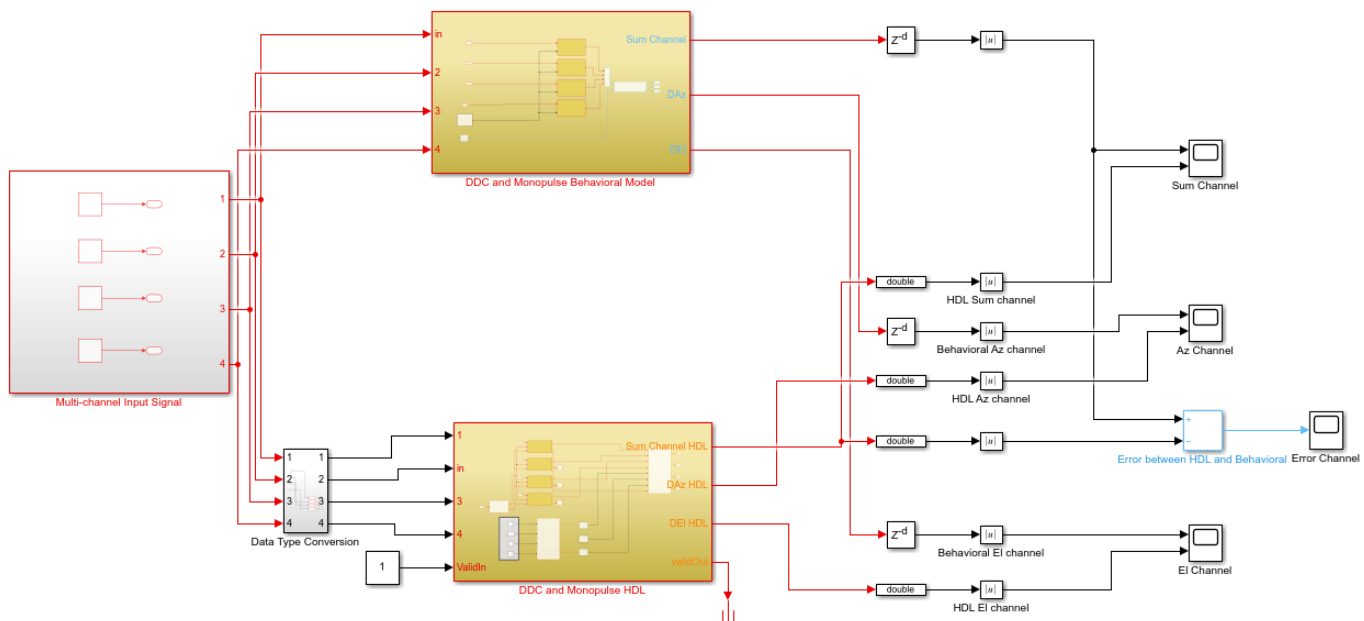 in
2
3
4
Sum Channel
DAz
DEl
DDC and Monopulse Behavioral Model
Z-d
|u|
Sum Channel
1
2
3
4
Multi-channel Input Signal
double
|u|
HDL Sum channel
Z-d
|u|
Behavioral Az channel
Az Channel
double
|u|
HDL Az channel
double
|u|
+
−
Error between HDL and Behavioral
Error Channel
1
2
3
4
1
2
3
4
Data Type Conversion
1
1
in
3
4
ValidIn
Sum Channel HDL
DAz HDL
DEl HDL
validOut
DDC and Monopulse HDL
Z-d
|u|
Behavioral El channel
El Channel
double
|u|
HDL El channel